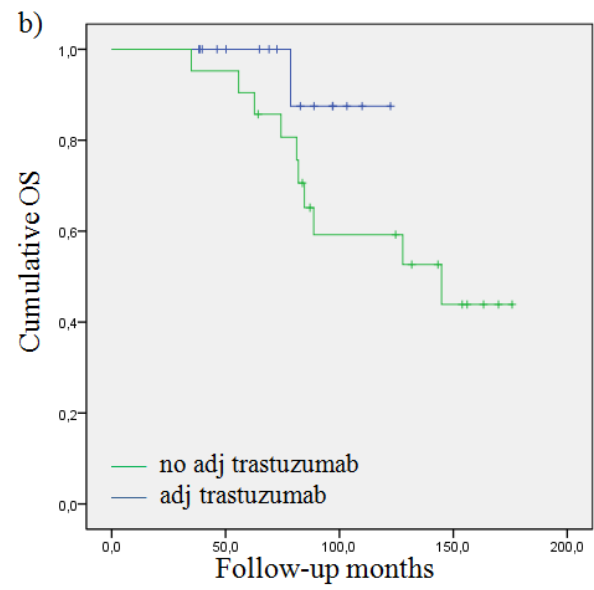 b)
1,0
0,8
0,6
0,4
0,2
0,0
Cumulative OS
no adj trastuzumab
adj trastuzumab
0,0 50,0 100,0 150,0 200,0
Follow-up months